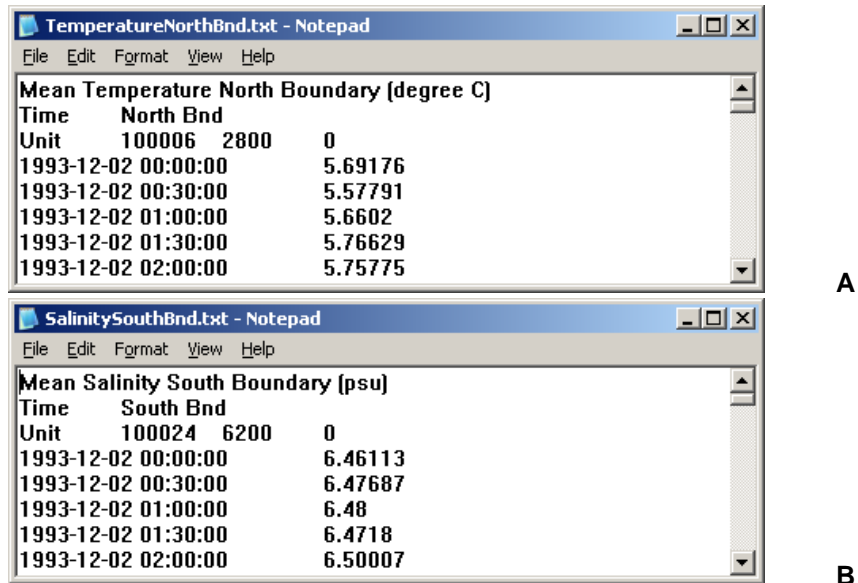 TemperatureNorthBnd.txt - Notepad
File Edit Format View Help
Mean Temperature North Boundary (degree C)
Time North Bnd
Unit 100006 2800 0
1993-12-02 00:00:00 5.69176
1993-12-02 00:30:00 5.57791
1993-12-02 01:00:00 5.6602
1993-12-02 01:30:00 5.76629
1993-12-02 02:00:00 5.75775
A
SalinitySouthBnd.txt - Notepad
File Edit Format View Help
Mean Salinity South Boundary (psu)
Time South Bnd
Unit 100024 6200 0
1993-12-02 00:00:00 6.46113
1993-12-02 00:30:00 6.47687
1993-12-02 01:00:00 6.48
1993-12-02 01:30:00 6.4718
1993-12-02 02:00:00 6.50007
B